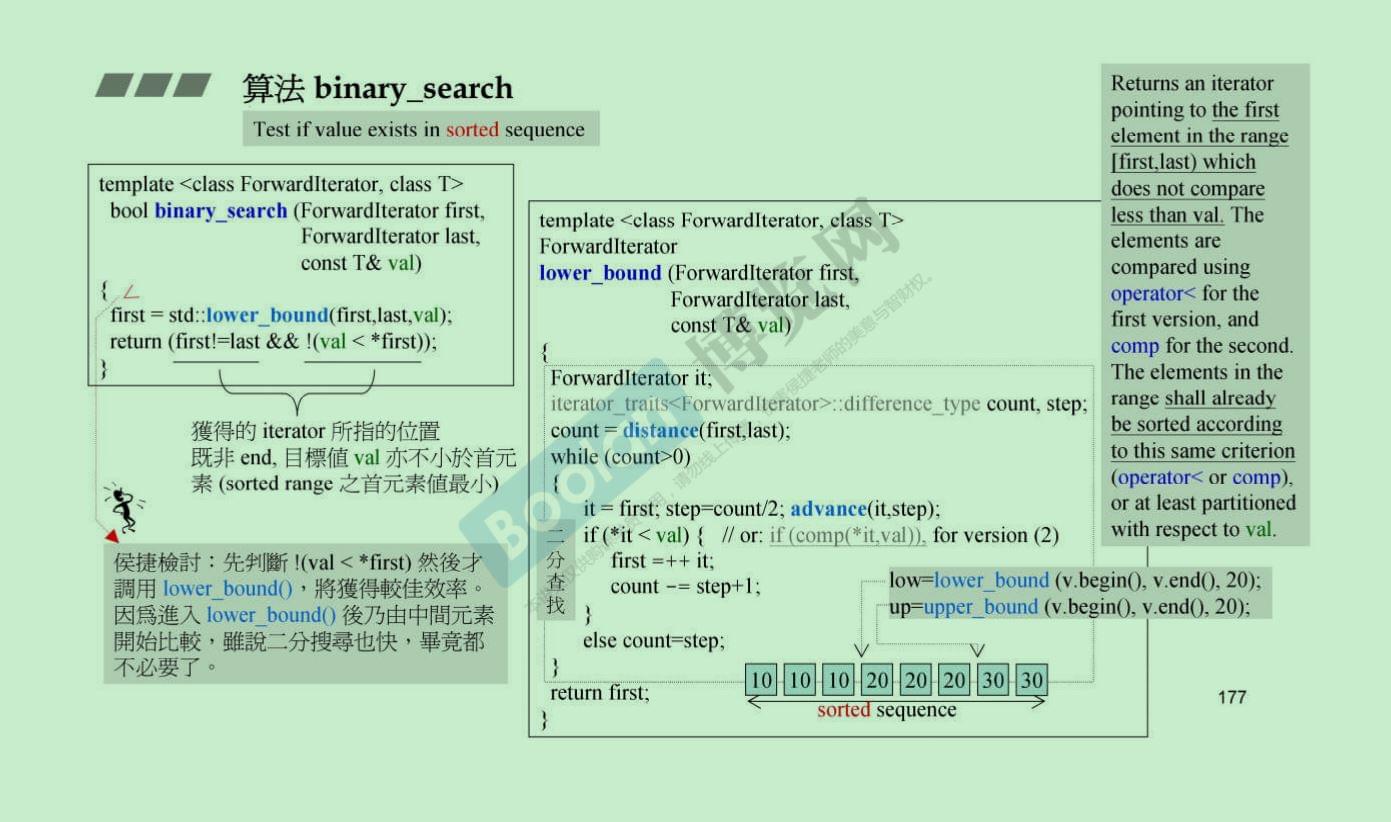 算法 binary_search
Test if value exists in sorted sequence
template <class ForwardIterator, class T>
bool binary_search (ForwardIterator first,
ForwardIterator last,
const T& val)
{
first = std::lower_bound(first,last,val);
return (first!=last && !(val < *first));
}
獲得的 iterator 所指的位置
既非 end, 目標值 val 亦不小於首元
素 (sorted range 之首元素值最小)
侯捷檢討：先判斷 !(val < *first) 然後才
調用 lower_bound()，將獲得較佳效率。
因爲進入 lower_bound() 後乃由中間元素
開始比較，雖說二分搜尋也快，畢竟都
不必要了。
template <class ForwardIterator, class T>
ForwardIterator
lower_bound (ForwardIterator first,
ForwardIterator last,
const T& val)
{
ForwardIterator it;
iterator_traits<ForwardIterator>::difference_type count, step;
count = distance(first,last);
while (count>0)
{
it = first; step=count/2; advance(it,step);
if (*it < val) { // or: if (comp(*it,val)), for version (2)
first =++ it;
count -= step+1;
}
else count=step;
}
return first;
}
二
分
查
找
low=lower_bound (v.begin(), v.end(), 20);
up=upper_bound (v.begin(), v.end(), 20);
10 10 10 20 20 20 30 30
sorted sequence
Returns an iterator
pointing to the first
element in the range
[first,last) which
does not compare
less than val. The
elements are
compared using
operator< for the
first version, and
comp for the second.
The elements in the
range shall already
be sorted according
to this same criterion
(operator< or comp),
or at least partitioned
with respect to val.
177
Boolan
博览网